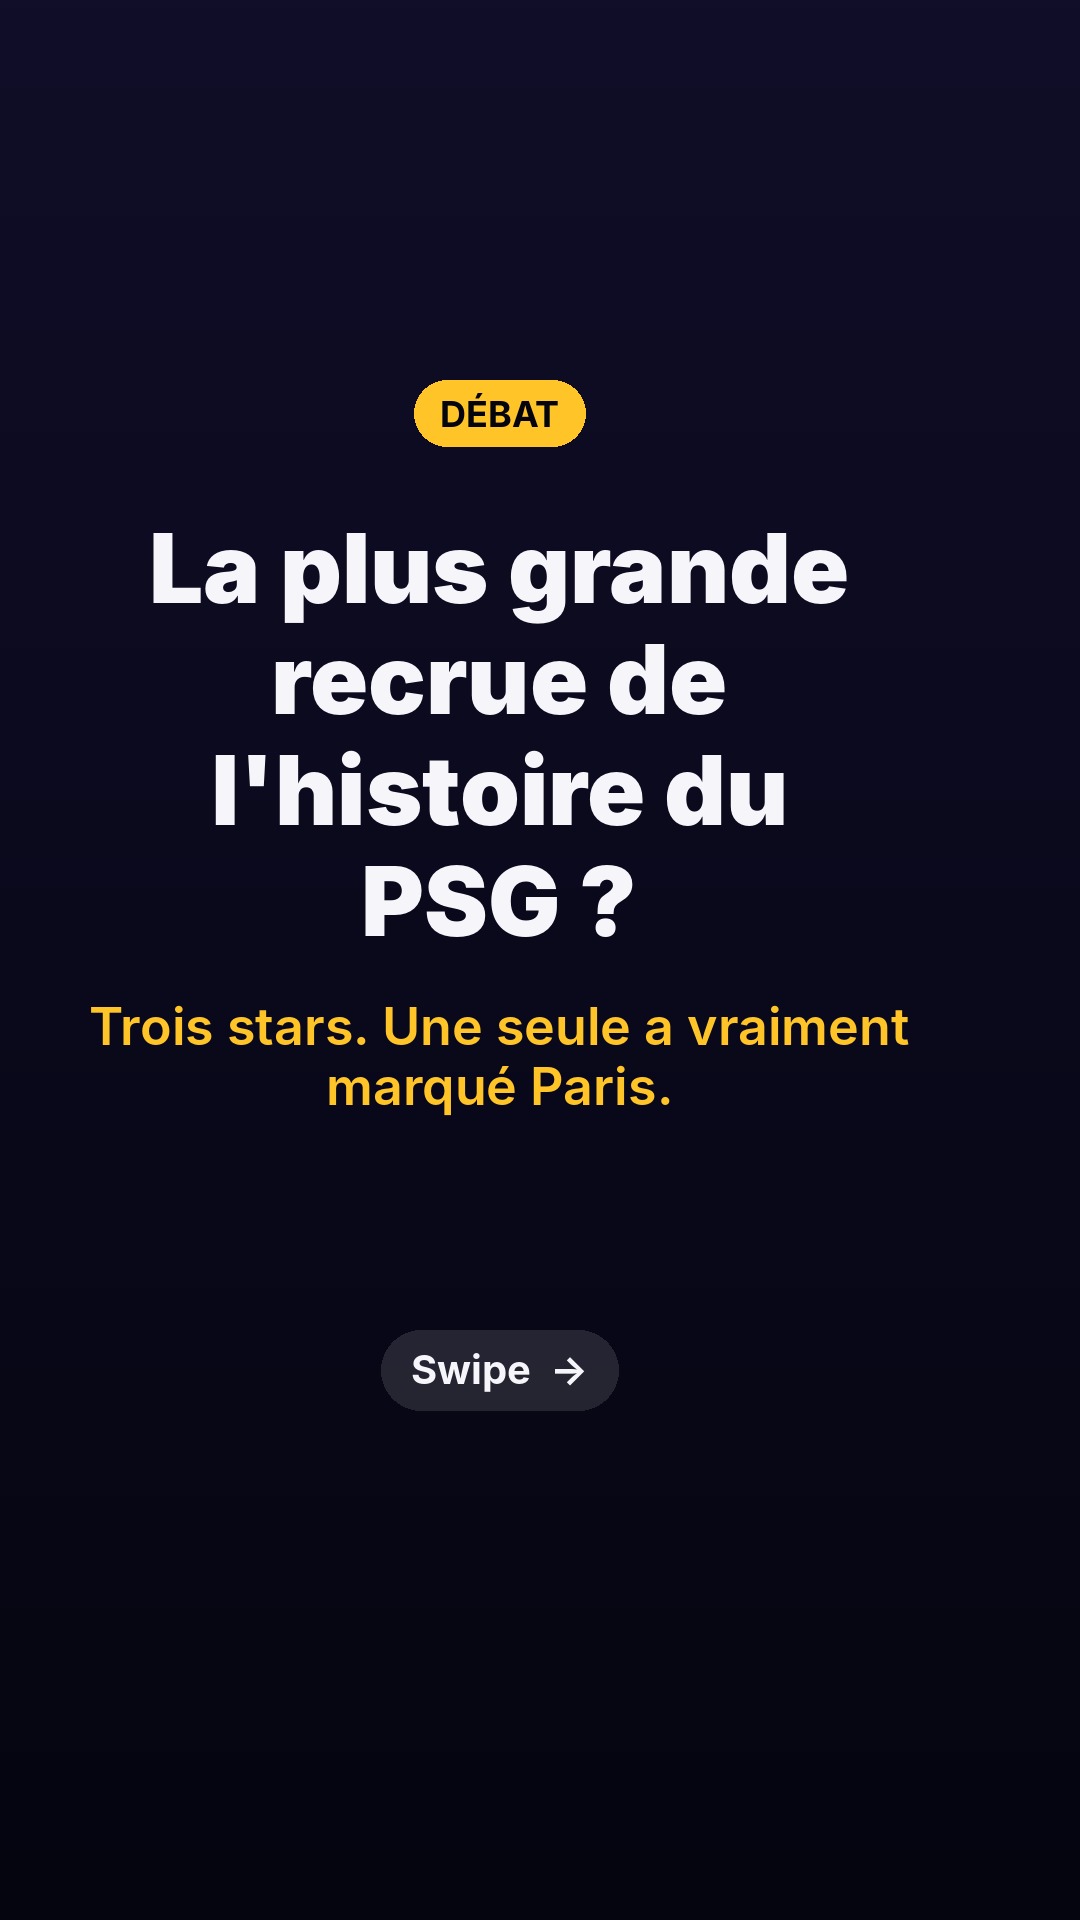 DÉBAT
La plus grande
recrue de
l'histoire du
PSG ?
Trois stars. Une seule a vraiment
marqué Paris.
Swipe →